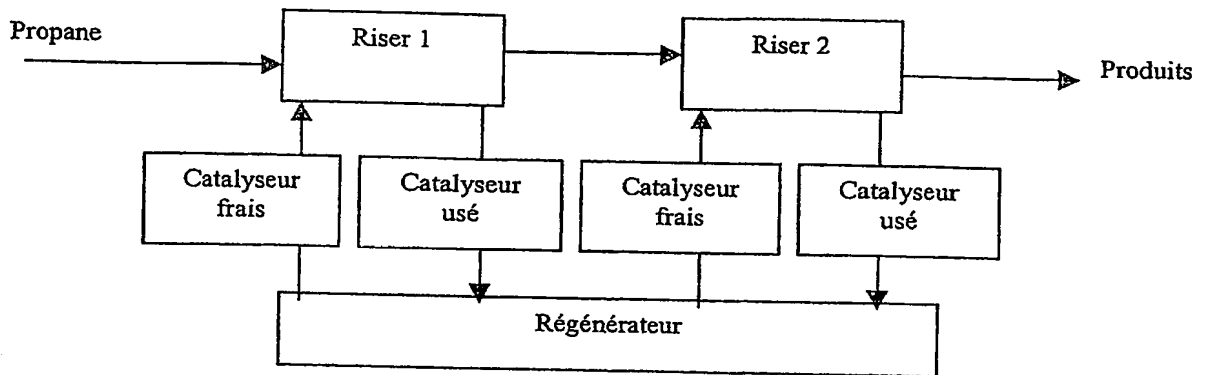 Propane
Riser 1
Riser 2
Produits
Catalyseur
frais
Catalyseur
usé
Catalyseur
frais
Catalyseur
usé
Régénérateur